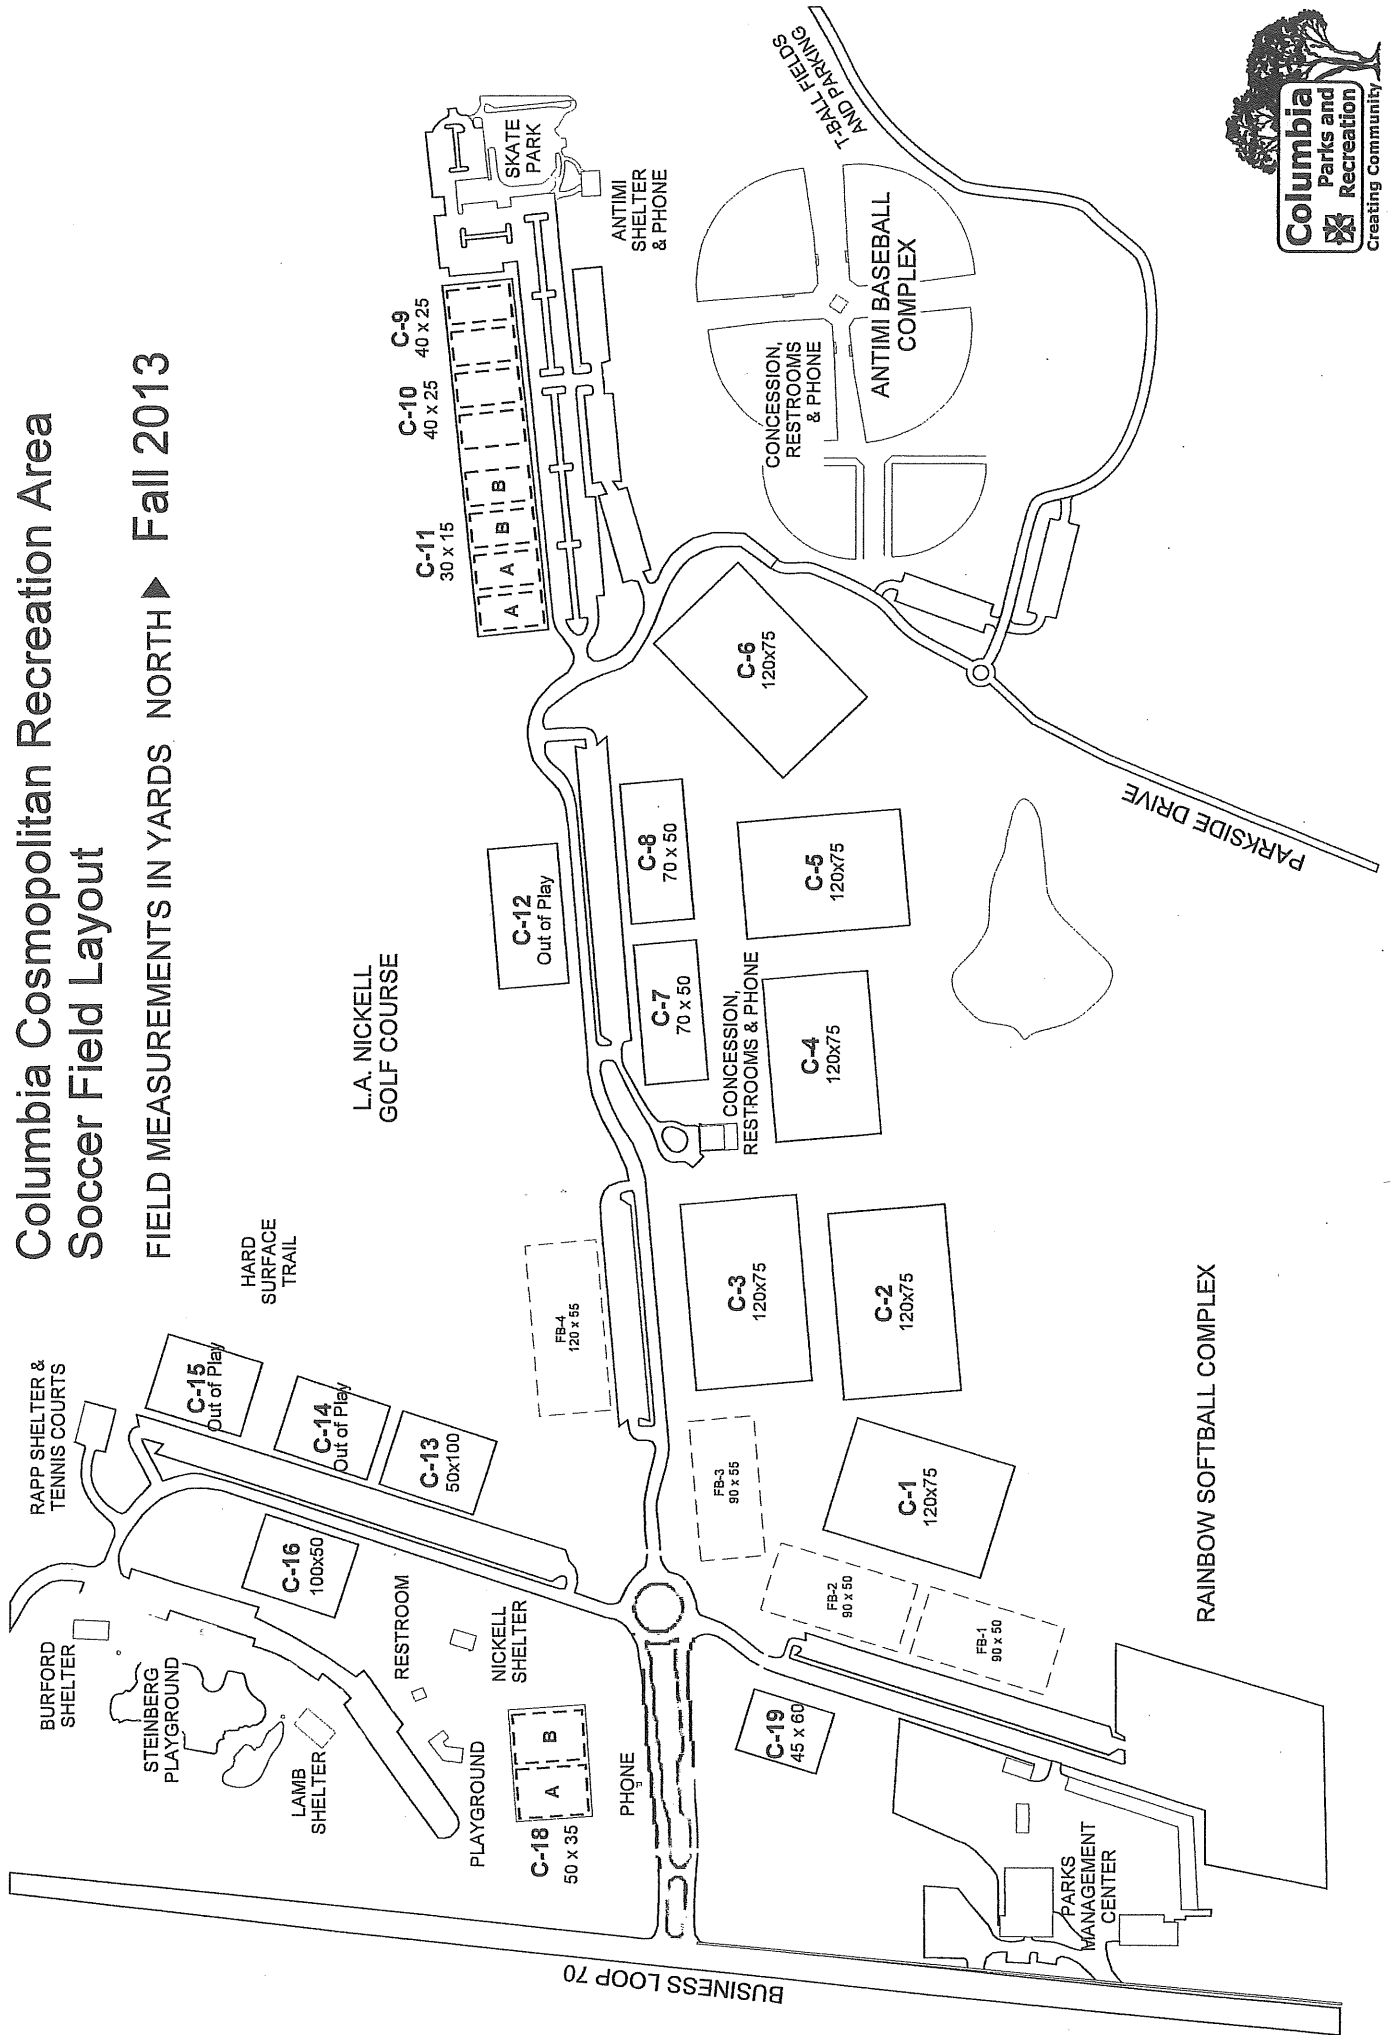 Columbia Cosmopolitan Recreation Area
Soccer Field Layout
FIELD MEASUREMENTS IN YARDS NORTH ▶ Fall 2013
RAPP SHELTER &
TENNIS COURTS
BURFORD
SHELTER
STEINBERG
PLAYGROUND
LAMB
SHELTER
C-15
Out of Play
C-14
Out of Play
C-13
50x100
C-16
100x50
HARD
SURFACE
TRAIL
RESTROOM
NICKELL
SHELTER
PLAYGROUND
C-18
50 x 35
A
B
PHONE
L.A. NICKELL
GOLF COURSE
C-9
40 x 25
C-10
40 x 25
C-11
30 x 15
A
A
B
B
SKATE
PARK
ANTIMI
SHELTER
& PHONE
C-12
Out of Play
FB-4
120 x 55
C-8
70 x 50
C-7
70 x 50
CONCESSION,
RESTROOMS & PHONE
C-6
120x75
C-5
120x75
C-4
120x75
C-3
120x75
C-2
120x75
C-1
120x75
FB-3
90 x 55
FB-2
90 x 50
FB-1
90 x 50
C-19
45 x 60
T-BALL FIELDS
AND PARKING
CONCESSION,
RESTROOMS
& PHONE
ANTIMI BASEBALL
COMPLEX
PARKSIDE DRIVE
RAINBOW SOFTBALL COMPLEX
PARKS
MANAGEMENT
CENTER
BUSINESS LOOP 70
Columbia
Parks and
Recreation
Creating Community